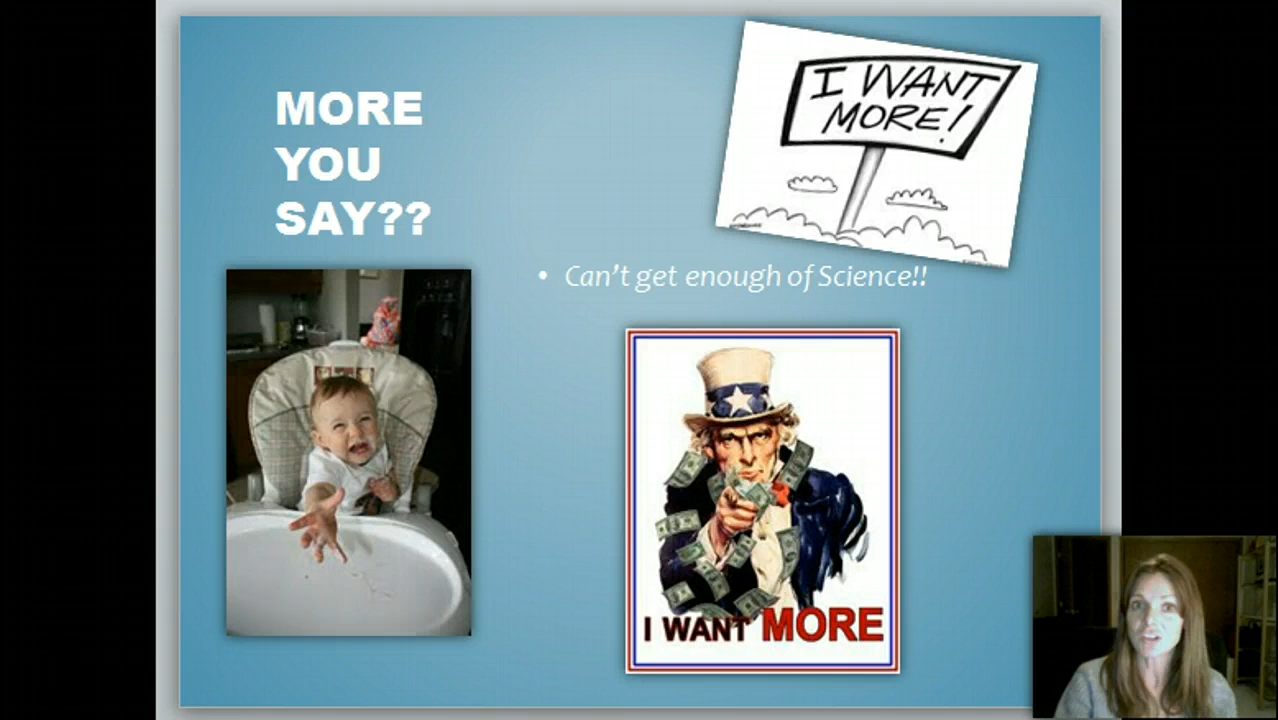 MORE
YOU
SAY??
I WANT
MORE!
• Can't get enough of Science!!
I WANT MORE